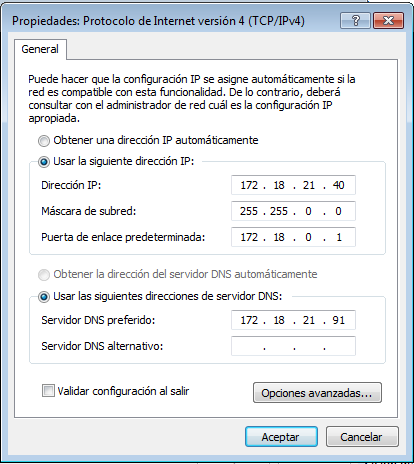 Propiedades: Protocolo de Internet versión 4 (TCP/IPv4)
General
Puede hacer que la configuración IP se asigne automáticamente si la
red es compatible con esta funcionalidad. De lo contrario, deberá
consultar con el administrador de red cuál es la configuración IP
apropiada.
Obtener una dirección IP automáticamente
Usar la siguiente dirección IP:
Dirección IP: 172 . 18 . 21 . 40
Máscara de subred: 255 . 255 . 0 . 0
Puerta de enlace predeterminada: 172 . 18 . 0 . 1
Obtener la dirección del servidor DNS automáticamente
Usar las siguientes direcciones de servidor DNS:
Servidor DNS preferido: 172 . 18 . 21 . 91
Servidor DNS alternativo: . . .
Validar configuración al salir
Opciones avanzadas...
Aceptar Cancelar